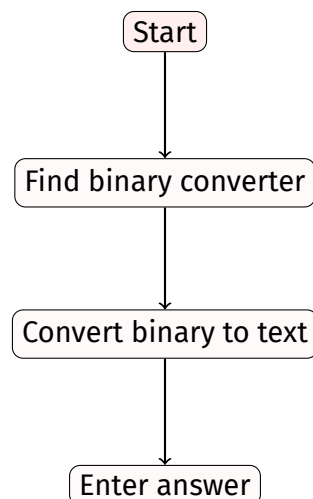 Start
Find binary converter
Convert binary to text
Enter answer